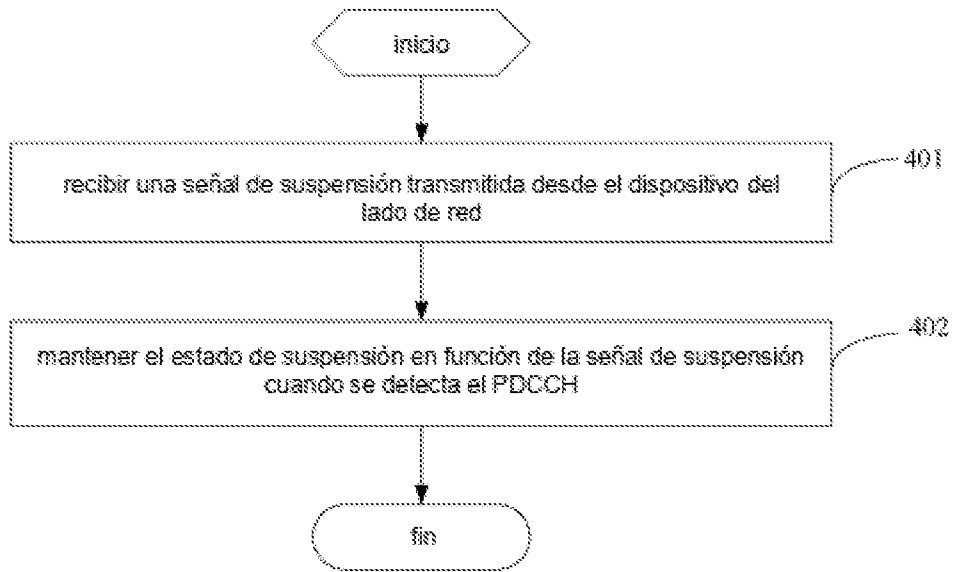 inicio
recibir una señal de suspensión transmitida desde el dispositivo del
lado de red
401
mantener el estado de suspensión en función de la señal de suspensión
cuando se detecta el PDCCH
402
fin